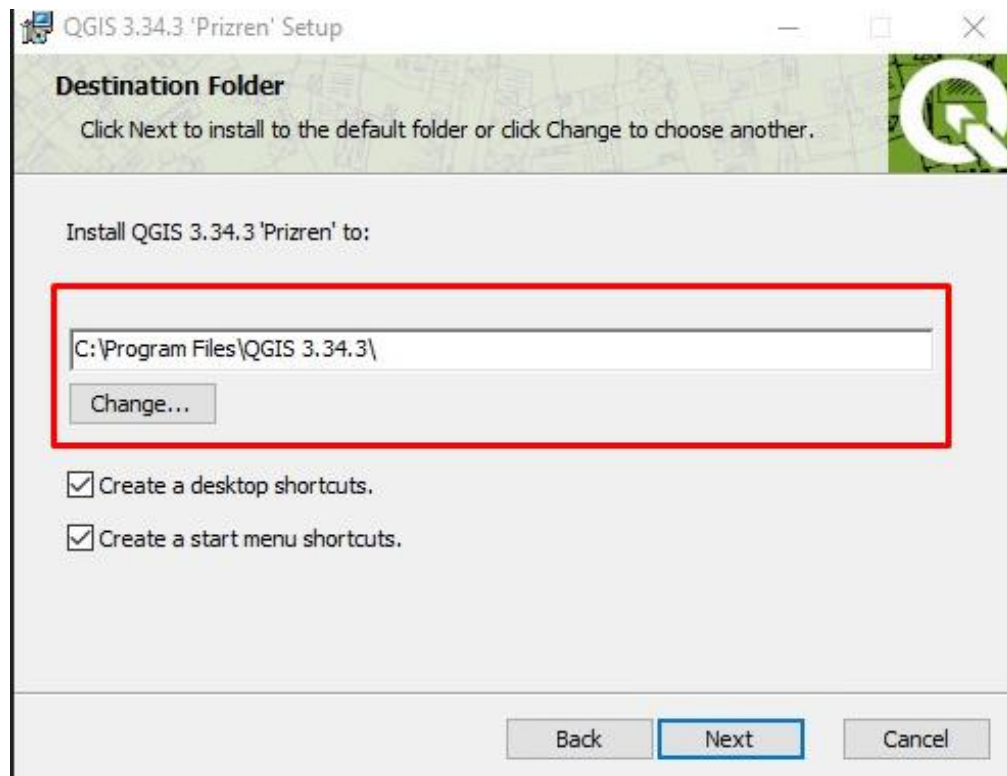 QGIS 3.34.3 'Prizren' Setup
Destination Folder
Click Next to install to the default folder or click Change to choose another.
Install QGIS 3.34.3 'Prizren' to:
C:\Program Files\QGIS 3.34.3\
Change...
Create a desktop shortcuts.
Create a start menu shortcuts.
Back Next Cancel